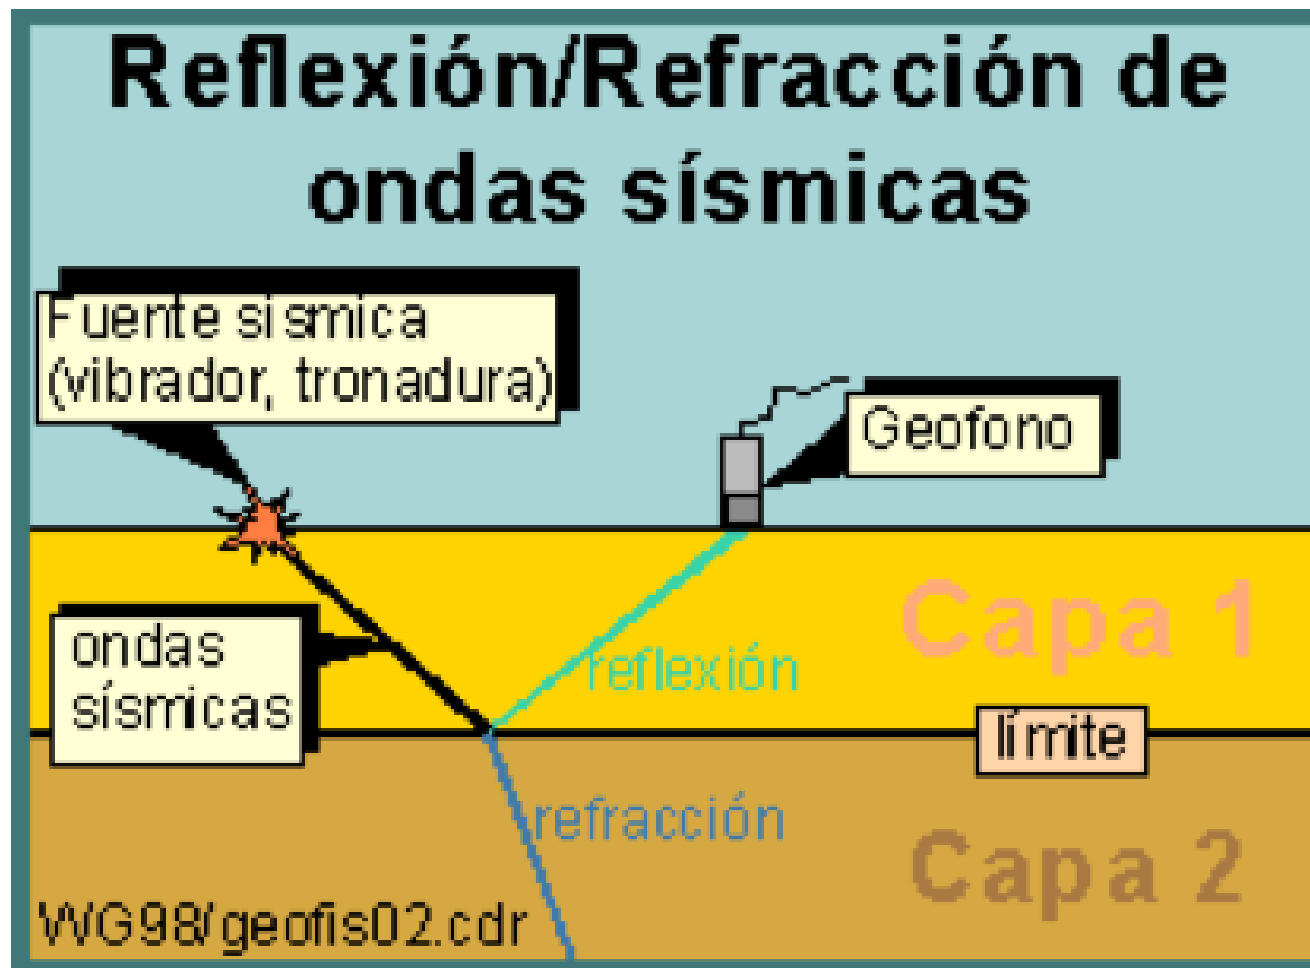 Reflexión/Refracción de
ondas sísmicas
Fuente sismica
(vibrador, tronadura)
Geofono
Capa 1
ondas
sísmicas
reflexión
límite
refracción
Capa 2
WG98/geofis02.cdr